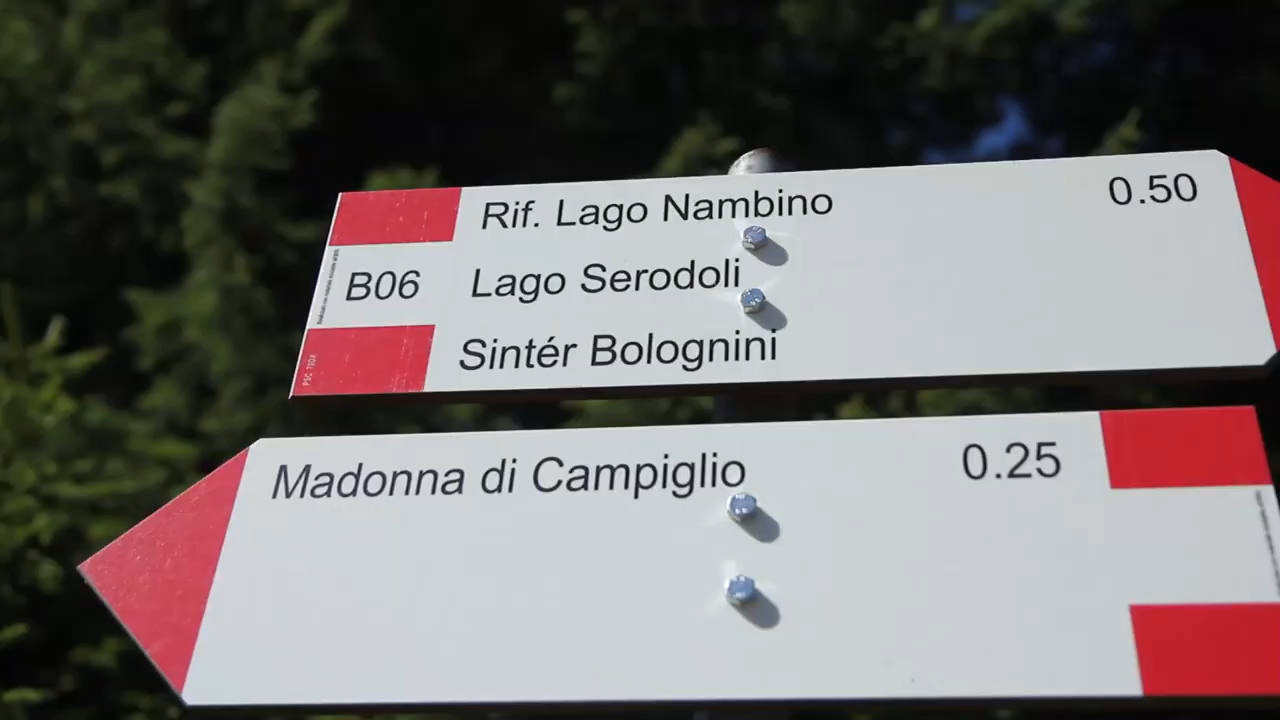 Rif. Lago Nambino 0.50
B06 Lago Serodoli
Sintér Bolognini
Madonna di Campiglio 0.25